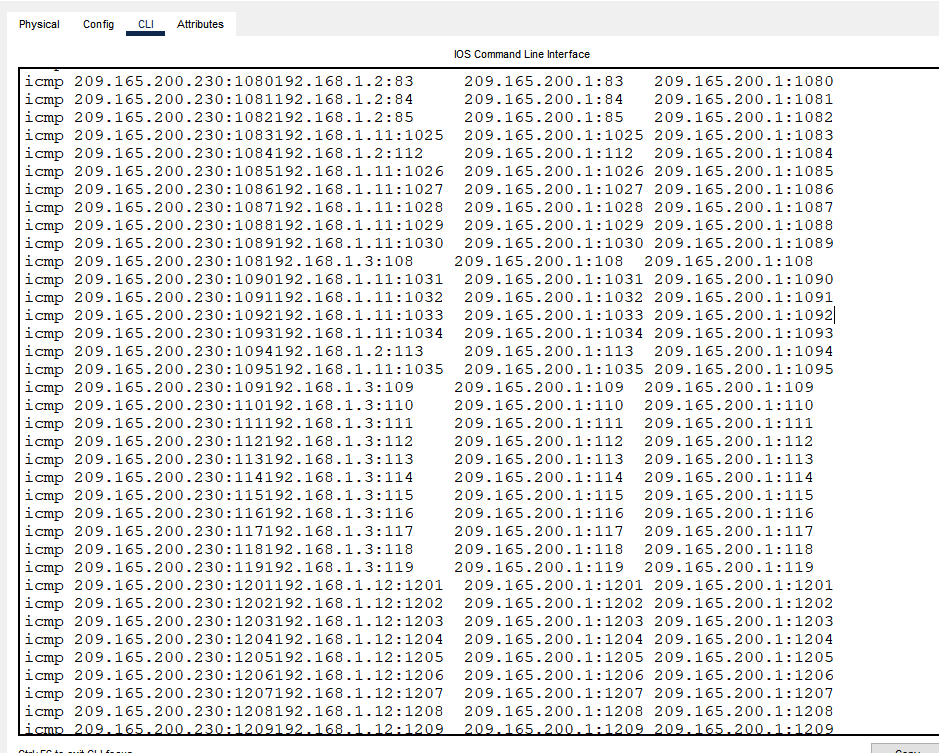 Physical Config CLI Attributes
IOS Command Line Interface
icmp 209.165.200.230:1080192.168.1.2:83 209.165.200.1:83 209.165.200.1:1080
icmp 209.165.200.230:1081192.168.1.2:84 209.165.200.1:84 209.165.200.1:1081
icmp 209.165.200.230:1082192.168.1.2:85 209.165.200.1:85 209.165.200.1:1082
icmp 209.165.200.230:1083192.168.1.11:1025 209.165.200.1:1025 209.165.200.1:1083
icmp 209.165.200.230:1084192.168.1.2:112 209.165.200.1:112 209.165.200.1:1084
icmp 209.165.200.230:1085192.168.1.11:1026 209.165.200.1:1026 209.165.200.1:1085
icmp 209.165.200.230:1086192.168.1.11:1027 209.165.200.1:1027 209.165.200.1:1086
icmp 209.165.200.230:1087192.168.1.11:1028 209.165.200.1:1028 209.165.200.1:1087
icmp 209.165.200.230:1088192.168.1.11:1029 209.165.200.1:1029 209.165.200.1:1088
icmp 209.165.200.230:1089192.168.1.11:1030 209.165.200.1:1030 209.165.200.1:1089
icmp 209.165.200.230:108192.168.1.3:108 209.165.200.1:108 209.165.200.1:108
icmp 209.165.200.230:1090192.168.1.11:1031 209.165.200.1:1031 209.165.200.1:1090
icmp 209.165.200.230:1091192.168.1.11:1032 209.165.200.1:1032 209.165.200.1:1091
icmp 209.165.200.230:1092192.168.1.11:1033 209.165.200.1:1033 209.165.200.1:1092
icmp 209.165.200.230:1093192.168.1.11:1034 209.165.200.1:1034 209.165.200.1:1093
icmp 209.165.200.230:1094192.168.1.2:113 209.165.200.1:113 209.165.200.1:1094
icmp 209.165.200.230:1095192.168.1.11:1035 209.165.200.1:1035 209.165.200.1:1095
icmp 209.165.200.230:109192.168.1.3:109 209.165.200.1:109 209.165.200.1:109
icmp 209.165.200.230:110192.168.1.3:110 209.165.200.1:110 209.165.200.1:110
icmp 209.165.200.230:111192.168.1.3:111 209.165.200.1:111 209.165.200.1:111
icmp 209.165.200.230:112192.168.1.3:112 209.165.200.1:112 209.165.200.1:112
icmp 209.165.200.230:113192.168.1.3:113 209.165.200.1:113 209.165.200.1:113
icmp 209.165.200.230:114192.168.1.3:114 209.165.200.1:114 209.165.200.1:114
icmp 209.165.200.230:115192.168.1.3:115 209.165.200.1:115 209.165.200.1:115
icmp 209.165.200.230:116192.168.1.3:116 209.165.200.1:116 209.165.200.1:116
icmp 209.165.200.230:117192.168.1.3:117 209.165.200.1:117 209.165.200.1:117
icmp 209.165.200.230:118192.168.1.3:118 209.165.200.1:118 209.165.200.1:118
icmp 209.165.200.230:119192.168.1.3:119 209.165.200.1:119 209.165.200.1:119
icmp 209.165.200.230:1201192.168.1.12:1201 209.165.200.1:1201 209.165.200.1:1201
icmp 209.165.200.230:1202192.168.1.12:1202 209.165.200.1:1202 209.165.200.1:1202
icmp 209.165.200.230:1203192.168.1.12:1203 209.165.200.1:1203 209.165.200.1:1203
icmp 209.165.200.230:1204192.168.1.12:1204 209.165.200.1:1204 209.165.200.1:1204
icmp 209.165.200.230:1205192.168.1.12:1205 209.165.200.1:1205 209.165.200.1:1205
icmp 209.165.200.230:1206192.168.1.12:1206 209.165.200.1:1206 209.165.200.1:1206
icmp 209.165.200.230:1207192.168.1.12:1207 209.165.200.1:1207 209.165.200.1:1207
icmp 209.165.200.230:1208192.168.1.12:1208 209.165.200.1:1208 209.165.200.1:1208
icmp 209.165.200.230:1209192.168.1.12:1209 209.165.200.1:1209 209.165.200.1:1209